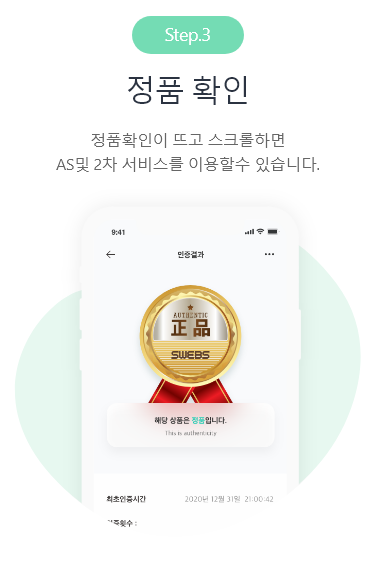 Step.3
정품 확인
정품확인이 뜨고 스크롤하면
AS및 2차 서비스를 이용할수 있습니다.
9:41
인증결과
AUTHENTIC
正品
SWEBS
해당 상품은 정품입니다.
This is authenticity
최초인증시간 2020년 12월 31일 21:00:42